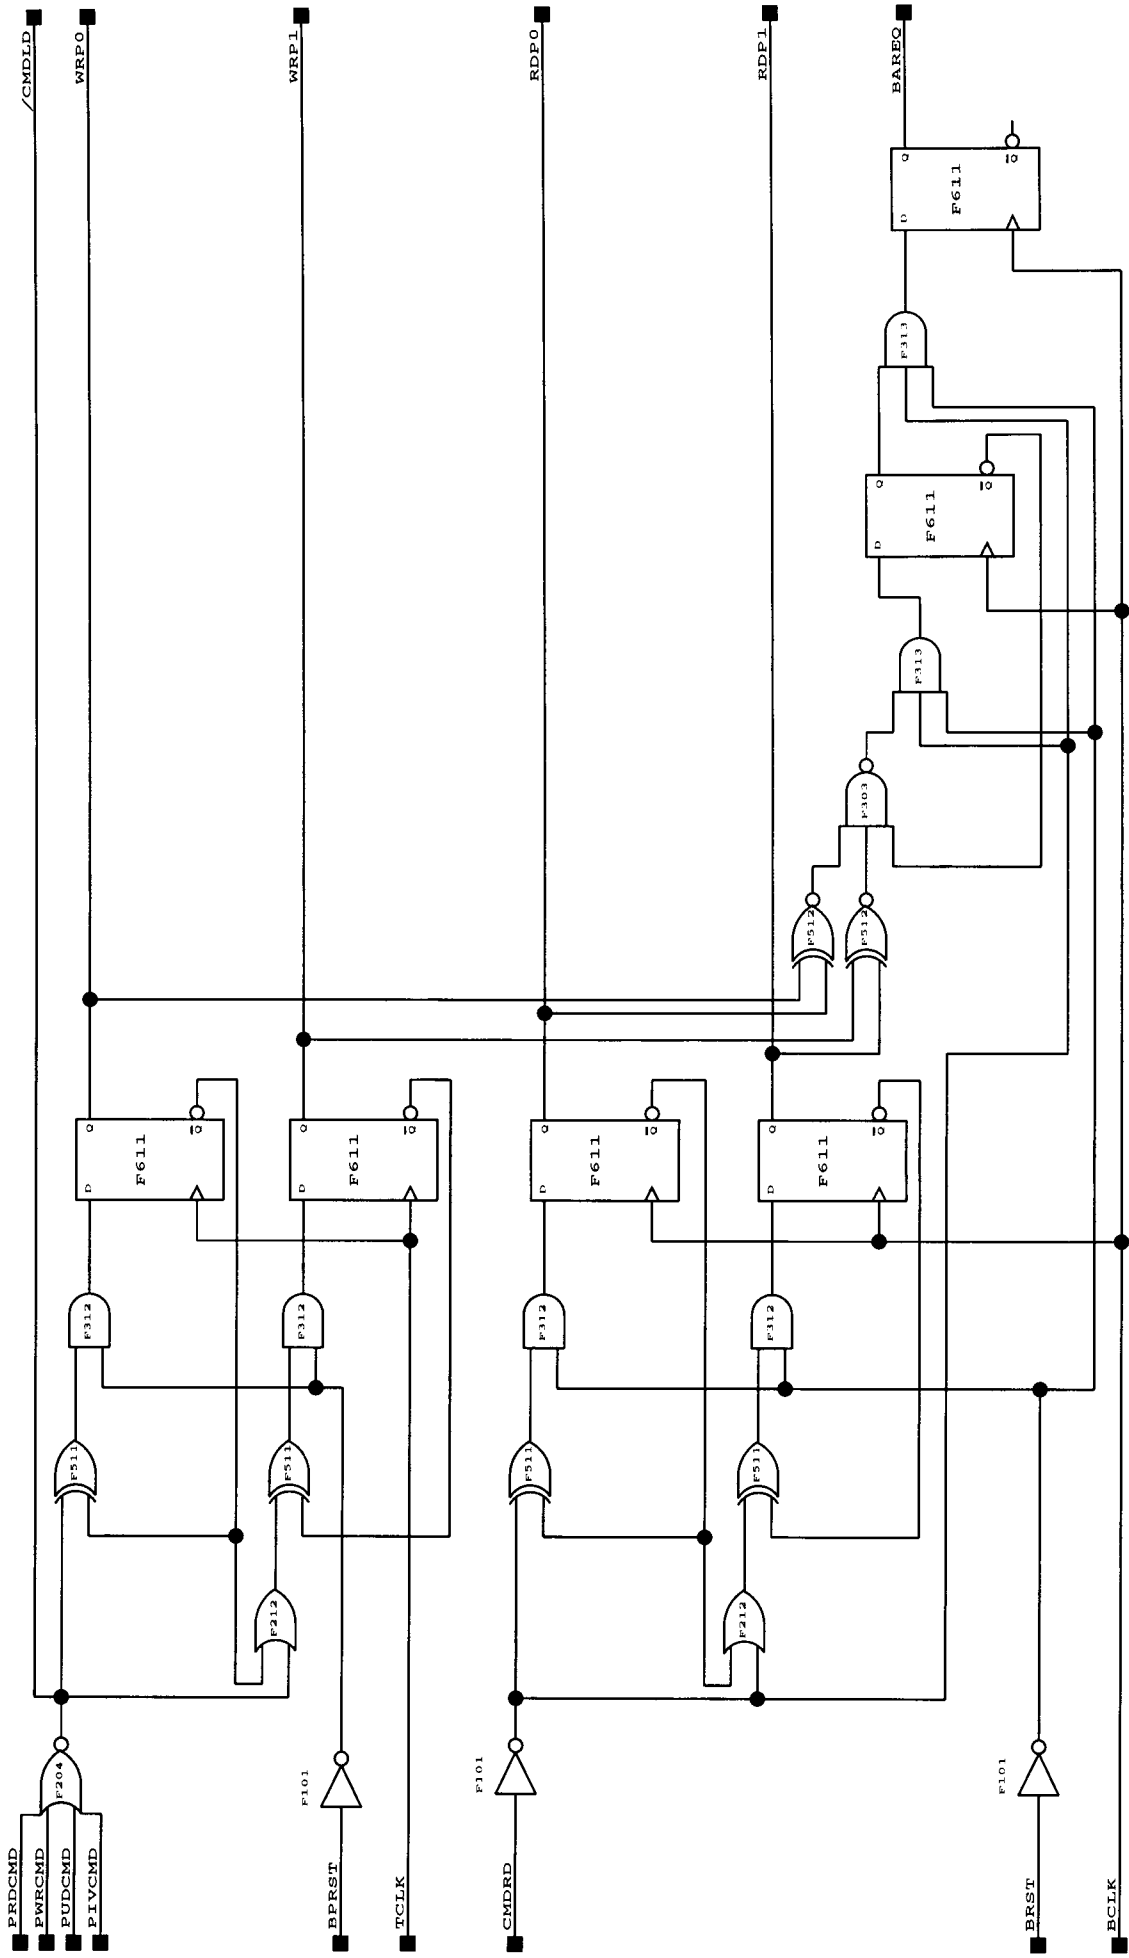 PRDCMD
PWRCMD
PUDCMD
PIVCMD
F204
/CMDLD
WRP0
F511
F312
D
F611
Q
Q̅
F212
F511
F312
D
F611
Q
Q̅
WRP1
BPRST
F101
TCLK
CMDRD
F101
F511
F312
D
F611
Q
Q̅
RDP0
F212
F511
F312
D
F611
Q
Q̅
RDP1
F512
F512
F303
F313
D
F611
Q
Q̅
F313
D
F611
Q
Q̅
BAREQ
BRST
F101
BCLK